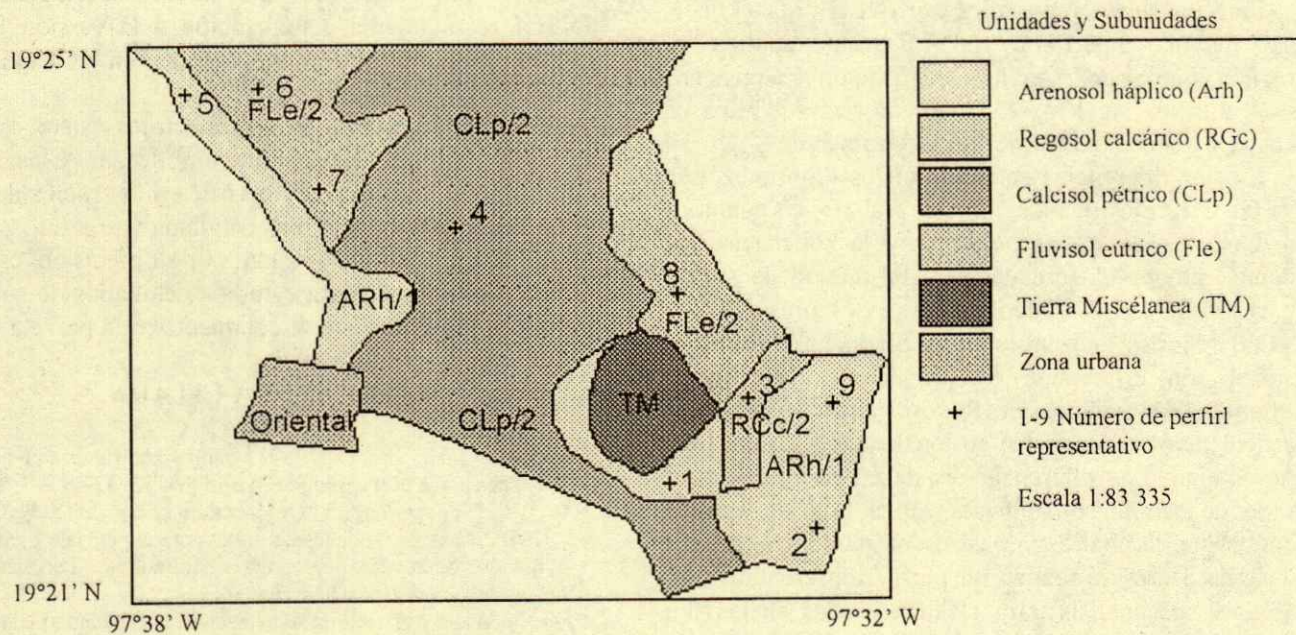 Unidades y Subunidades
19°25' N
+5
+6
FLe/2
CLp/2
+7
+4
8
+
FLe/2
ARh/1
Oriental
CLp/2
TM
3
+
RCc/2
9
+
ARh/1
+1
2 +
19°21' N
97°38' W
97°32' W
Arenosol háplico (Arh)
Regosol calcárico (RGc)
Calcisol pétrico (CLp)
Fluvisol eútrico (Fle)
Tierra Miscélanea (TM)
Zona urbana
+ 1-9 Número de perfirl
representativo
Escala 1:83 335